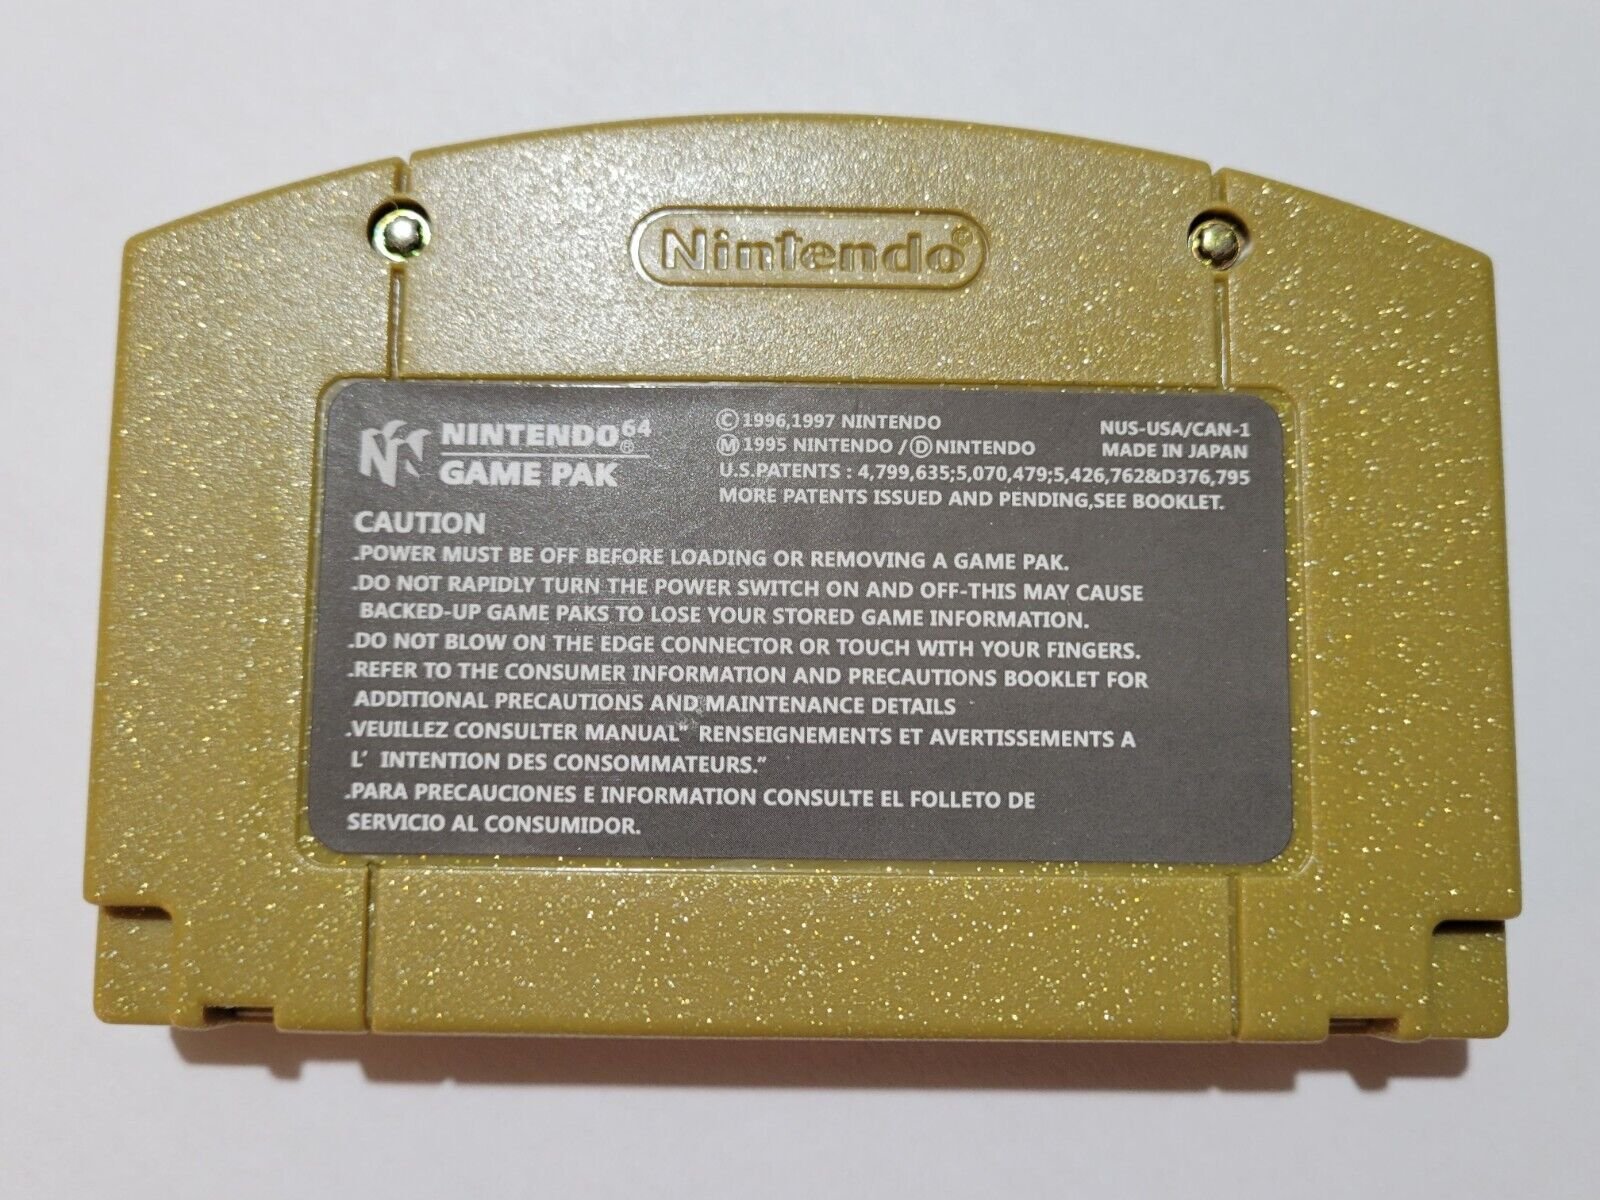 Nintendo®
NINTENDO64®
GAME PAK
©1996,1997 NINTENDO
Ⓜ1995 NINTENDO /ⒹNINTENDO
NUS-USA/CAN-1
MADE IN JAPAN
U.S.PATENTS : 4,799,635;5,070,479;5,426,762&D376,795
MORE PATENTS ISSUED AND PENDING,SEE BOOKLET.
CAUTION
.POWER MUST BE OFF BEFORE LOADING OR REMOVING A GAME PAK.
.DO NOT RAPIDLY TURN THE POWER SWITCH ON AND OFF-THIS MAY CAUSE
BACKED-UP GAME PAKS TO LOSE YOUR STORED GAME INFORMATION.
.DO NOT BLOW ON THE EDGE CONNECTOR OR TOUCH WITH YOUR FINGERS.
.REFER TO THE CONSUMER INFORMATION AND PRECAUTIONS BOOKLET FOR
ADDITIONAL PRECAUTIONS AND MAINTENANCE DETAILS
.VEUILLEZ CONSULTER MANUAL" RENSEIGNEMENTS ET AVERTISSEMENTS A
L' INTENTION DES CONSOMMATEURS."
.PARA PRECAUCIONES E INFORMATION CONSULTE EL FOLLETO DE
SERVICIO AL CONSUMIDOR.